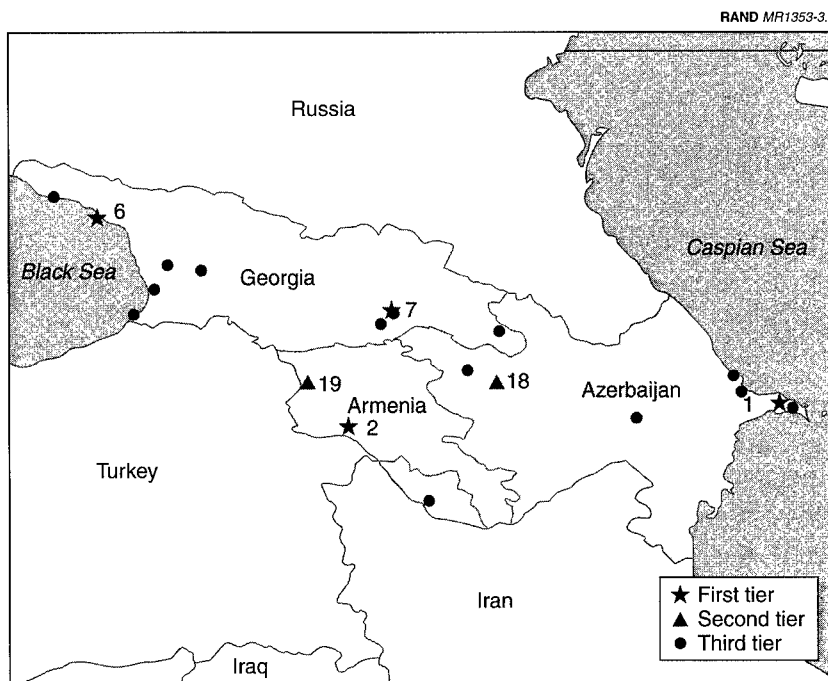 RAND MR1353-3.
Russia
6
Black Sea
Caspian Sea
Georgia
7
19
18
Armenia
Azerbaijan
1
2
Turkey
Iran
Iraq
First tier
Second tier
Third tier